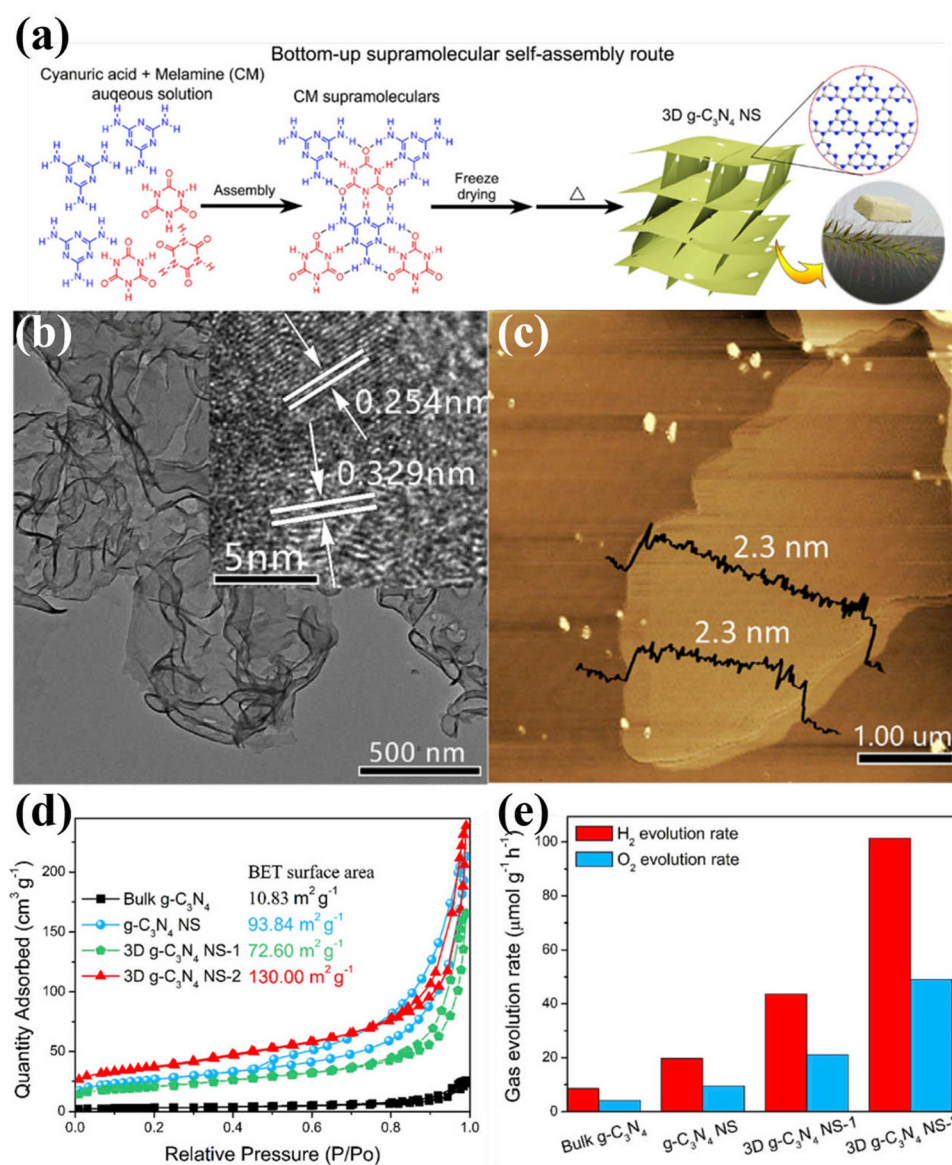 (a)
Bottom-up supramolecular self-assembly route
Cyanuric acid + Melamine (CM)
auqeous solution
CM supramoleculars
3D g-C₃N₄ NS
Assembly
Freeze
drying
△
(b)
0.254nm
0.329nm
5nm
500 nm
(c)
2.3 nm
2.3 nm
1.00 um
(d)
Quantity Adsorbed (cm³ g⁻¹)
200
150
100
50
0
BET surface area
Bulk g-C₃N₄ 10.83 m² g⁻¹
g-C₃N₄ NS 93.84 m² g⁻¹
3D g-C₃N₄ NS-1 72.60 m² g⁻¹
3D g-C₃N₄ NS-2 130.00 m² g⁻¹
0.0 0.2 0.4 0.6 0.8 1.0
Relative Pressure (P/Po)
(e)
Gas evolution rate (μmol g⁻¹ h⁻¹)
100
80
60
40
20
0
H₂ evolution rate
O₂ evolution rate
Bulk g-C₃N₄
g-C₃N₄ NS
3D g-C₃N₄ NS-1
3D g-C₃N₄ NS-